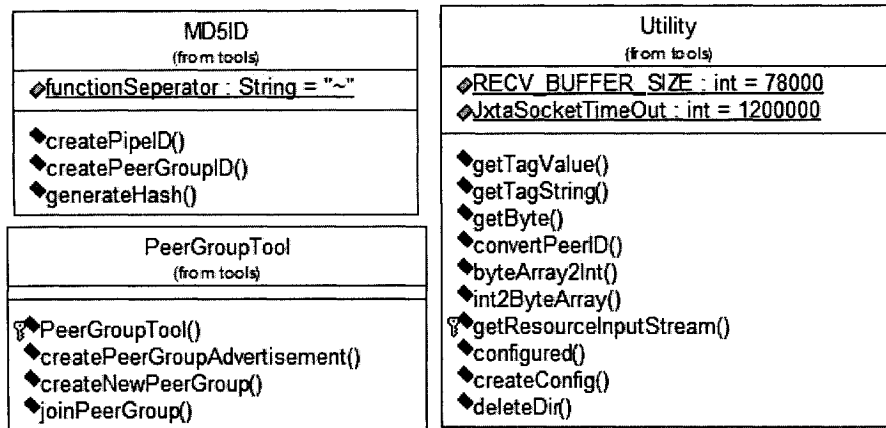 MD5ID
(from tools)
functionSeperator : String = "~"
createPipeID()
createPeerGroupID()
generateHash()
PeerGroupTool
(from tools)
PeerGroupTool()
createPeerGroupAdvertisement()
createNewPeerGroup()
joinPeerGroup()
Utility
(from tools)
RECV_BUFFER_SIZE : int = 78000
JxtaSocketTimeOut : int = 1200000
getTagValue()
getTagString()
getByte()
convertPeerID()
byteArray2Int()
int2ByteArray()
getResourceInputStream()
configured()
createConfig()
deleteDir()